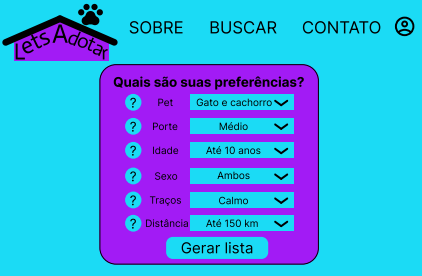 LetsAdotar
SOBRE BUSCAR CONTATO
Quais são suas preferências?
? Pet Gato e cachorro
? Porte Médio
? Idade Até 10 anos
? Sexo Ambos
? Traços Calmo
? Distância Até 150 km
Gerar lista